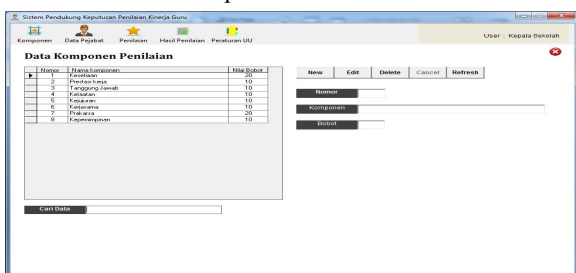 Sistem Pendukung Keputusan Penilaian Kinerja Guru
Komponen Data Pejabat Penilaian Hasil Penilaian Peraturan UU
User : Kepala Sekolah
Data Komponen Penilaian
Nomor Nama komponen Nilai Bobot
1 Kesetiaan 20
2 Prestasi kerja 10
3 Tanggung Jawab 10
4 Ketaatan 10
5 Kejujuran 10
6 Kerjasama 10
7 Prakarsa 20
8 Kepemimpinan 10
New Edit Delete Cancel Refresh
Nomor
Komponen
Bobot
Cari Data